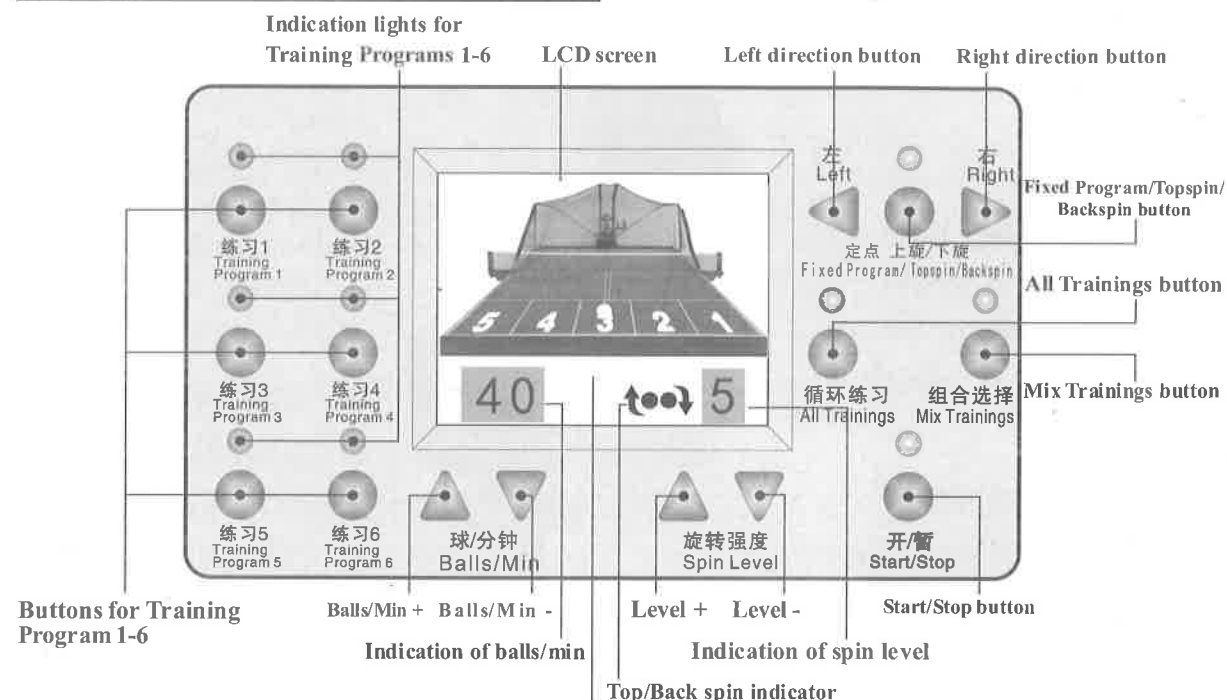 Indication lights for
Training Programs 1-6
LCD screen
Left direction button
Right direction button
左
Left
右
Right
Fixed Program/Topspin/
Backspin button
定点 上旋/下旋
Fixed Program/ Topspin/Backspin
练习1
Training
Program 1
练习2
Training
Program 2
5 4 3 2 1
All Trainings button
练习3
Training
Program 3
练习4
Training
Program 4
40
5
循环练习
All Trainings
组合选择
Mix Trainings
Mix Trainings button
练习5
Training
Program 5
练习6
Training
Program 6
球/分钟
Balls/Min
旋转强度
Spin Level
开/暂
Start/Stop
Buttons for Training
Program 1-6
Balls/Min +
Balls/Min -
Level +
Level -
Start/Stop button
Indication of balls/min
Indication of spin level
Top/Back spin indicator